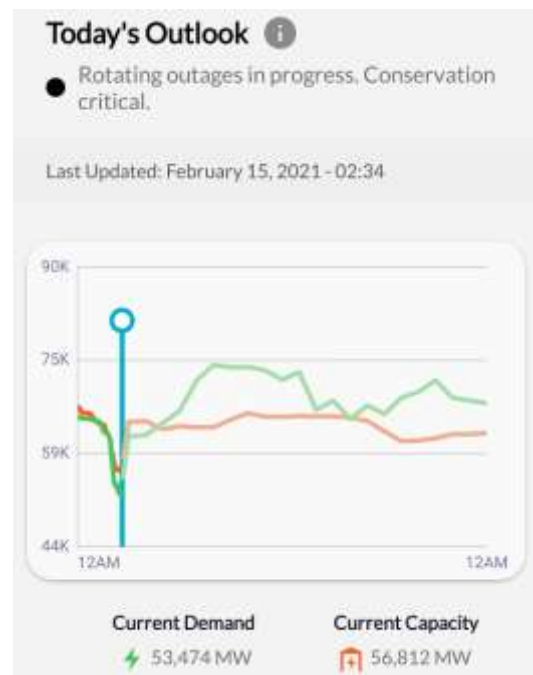 Today's Outlook i
Rotating outages in progress. Conservation
critical.
Last Updated: February 15, 2021 - 02:34
90K
75K
59K
44K
12AM 12AM
Current Demand Current Capacity
53,474 MW 56,812 MW